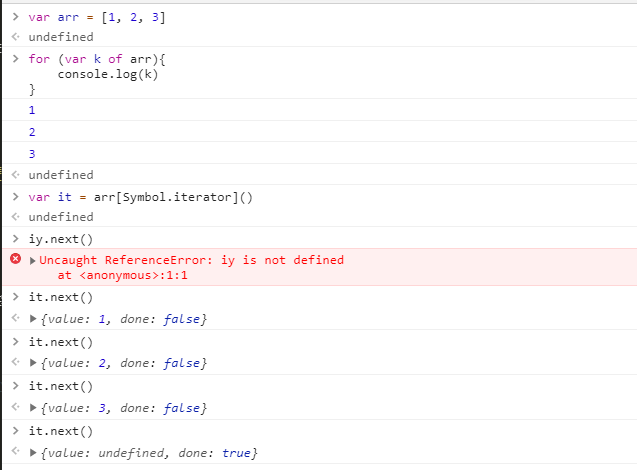 > var arr = [1, 2, 3]
<· undefined
> for (var k of arr){
    console.log(k)
}
1
2
3
<· undefined
> var it = arr[Symbol.iterator]()
<· undefined
> iy.next()
▶Uncaught ReferenceError: iy is not defined
    at <anonymous>:1:1
> it.next()
<· ▶{value: 1, done: false}
> it.next()
<· ▶{value: 2, done: false}
> it.next()
<· ▶{value: 3, done: false}
> it.next()
<· ▶{value: undefined, done: true}